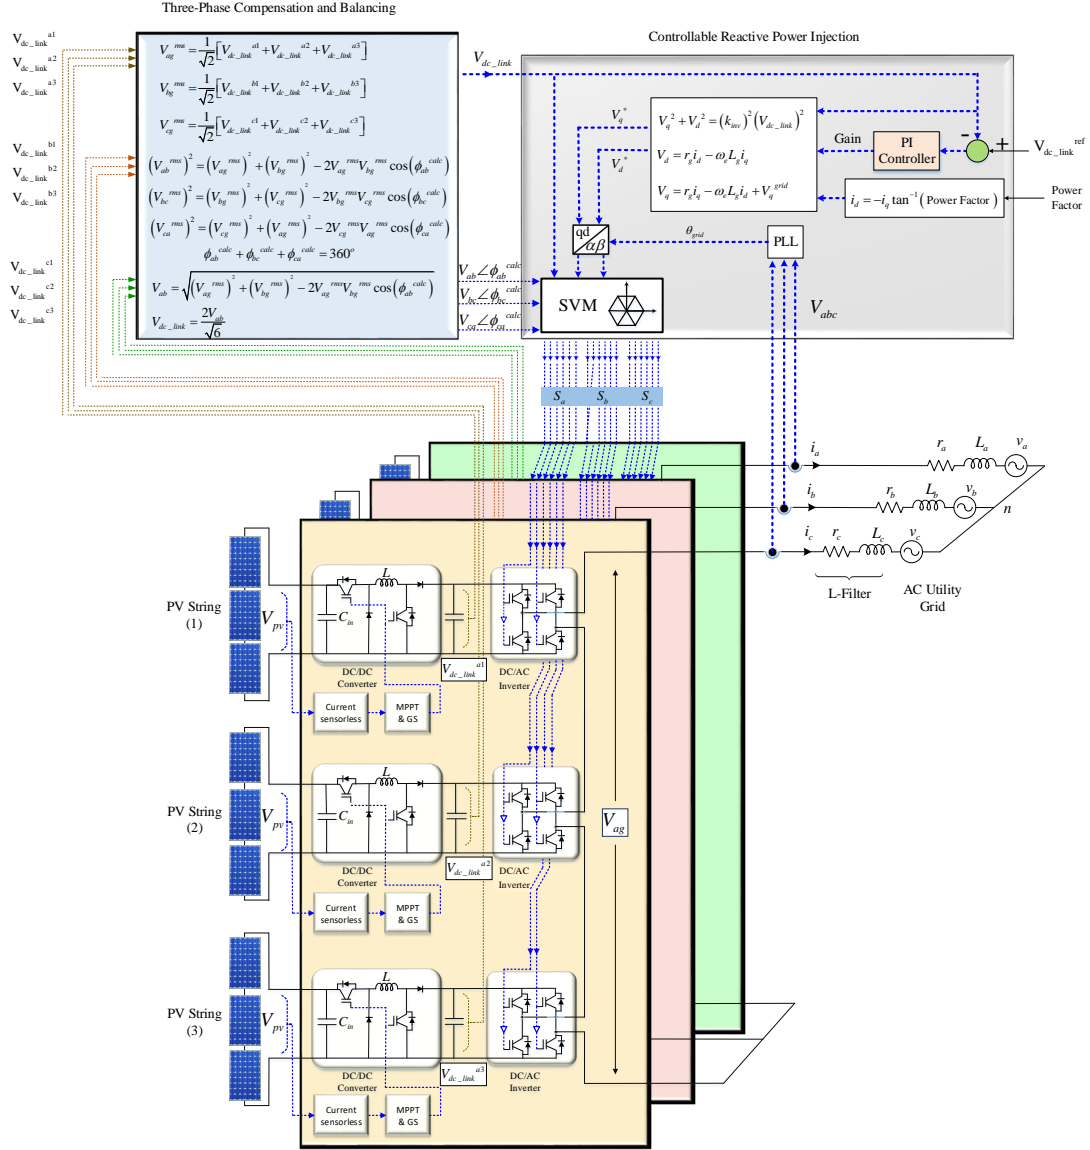 Three-Phase Compensation and Balancing
V_dc_link^a1
V_dc_link^a2
V_dc_link^a3
V_dc_link^b1
V_dc_link^b2
V_dc_link^b3
V_dc_link^c1
V_dc_link^c2
V_dc_link^c3
V_ag^rms = 1/√2 [V_dc_link^a1 + V_dc_link^a2 + V_dc_link^a3]
V_bg^rms = 1/√2 [V_dc_link^b1 + V_dc_link^b2 + V_dc_link^b3]
V_cg^rms = 1/√2 [V_dc_link^c1 + V_dc_link^c2 + V_dc_link^c3]
(V_ab^rms)^2 = (V_ag^rms)^2 + (V_bg^rms)^2 − 2V_ag^rms V_bg^rms cos(ϕ_ab^calc)
(V_bc^rms)^2 = (V_bg^rms)^2 + (V_cg^rms)^2 − 2V_bg^rms V_cg^rms cos(ϕ_bc^calc)
(V_ca^rms)^2 = (V_cg^rms)^2 + (V_ag^rms)^2 − 2V_cg^rms V_ag^rms cos(ϕ_ca^calc)
ϕ_ab^calc + ϕ_bc^calc + ϕ_ca^calc = 360°
V_ab = √((V_ag^rms)^2 + (V_bg^rms)^2 − 2V_ag^rms V_bg^rms cos(ϕ_ab^calc))
V_dc_link = 2V_ab/√6
V_ab∠ϕ_ab^calc
V_bc∠ϕ_bc^calc
V_ca∠ϕ_ca^calc
Controllable Reactive Power Injection
V_dc_link
V_q^*
V_d^*
V_q^2 + V_d^2 = (k_inv)^2 (V_dc_link)^2
V_d = r_g i_d − ω_e L_g i_q
V_q = r_g i_q − ω_e L_g i_d + V_q^grid
Gain
PI
Controller
-
+
V_dc_link^ref
i_d = −i_q tan^−1 (Power Factor)
Power
Factor
qd
αβ
θ_grid
PLL
SVM
V_abc
S_a S_b S_c
i_a r_a L_a v_a
i_b r_b L_b v_b
n
i_c r_c L_c v_c
L-Filter
AC Utility
Grid
PV String
(1)
V_pv
C_in
L
DC/DC
Converter
V_dc_link^a1
DC/AC
Inverter
Current
sensorless
MPPT
& GS
PV String
(2)
V_pv
C_in
L
DC/DC
Converter
V_dc_link^a2
DC/AC
Inverter
Current
sensorless
MPPT
& GS
V_ag
PV String
(3)
V_pv
C_in
L
DC/DC
Converter
V_dc_link^a3
DC/AC
Inverter
Current
sensorless
MPPT
& GS